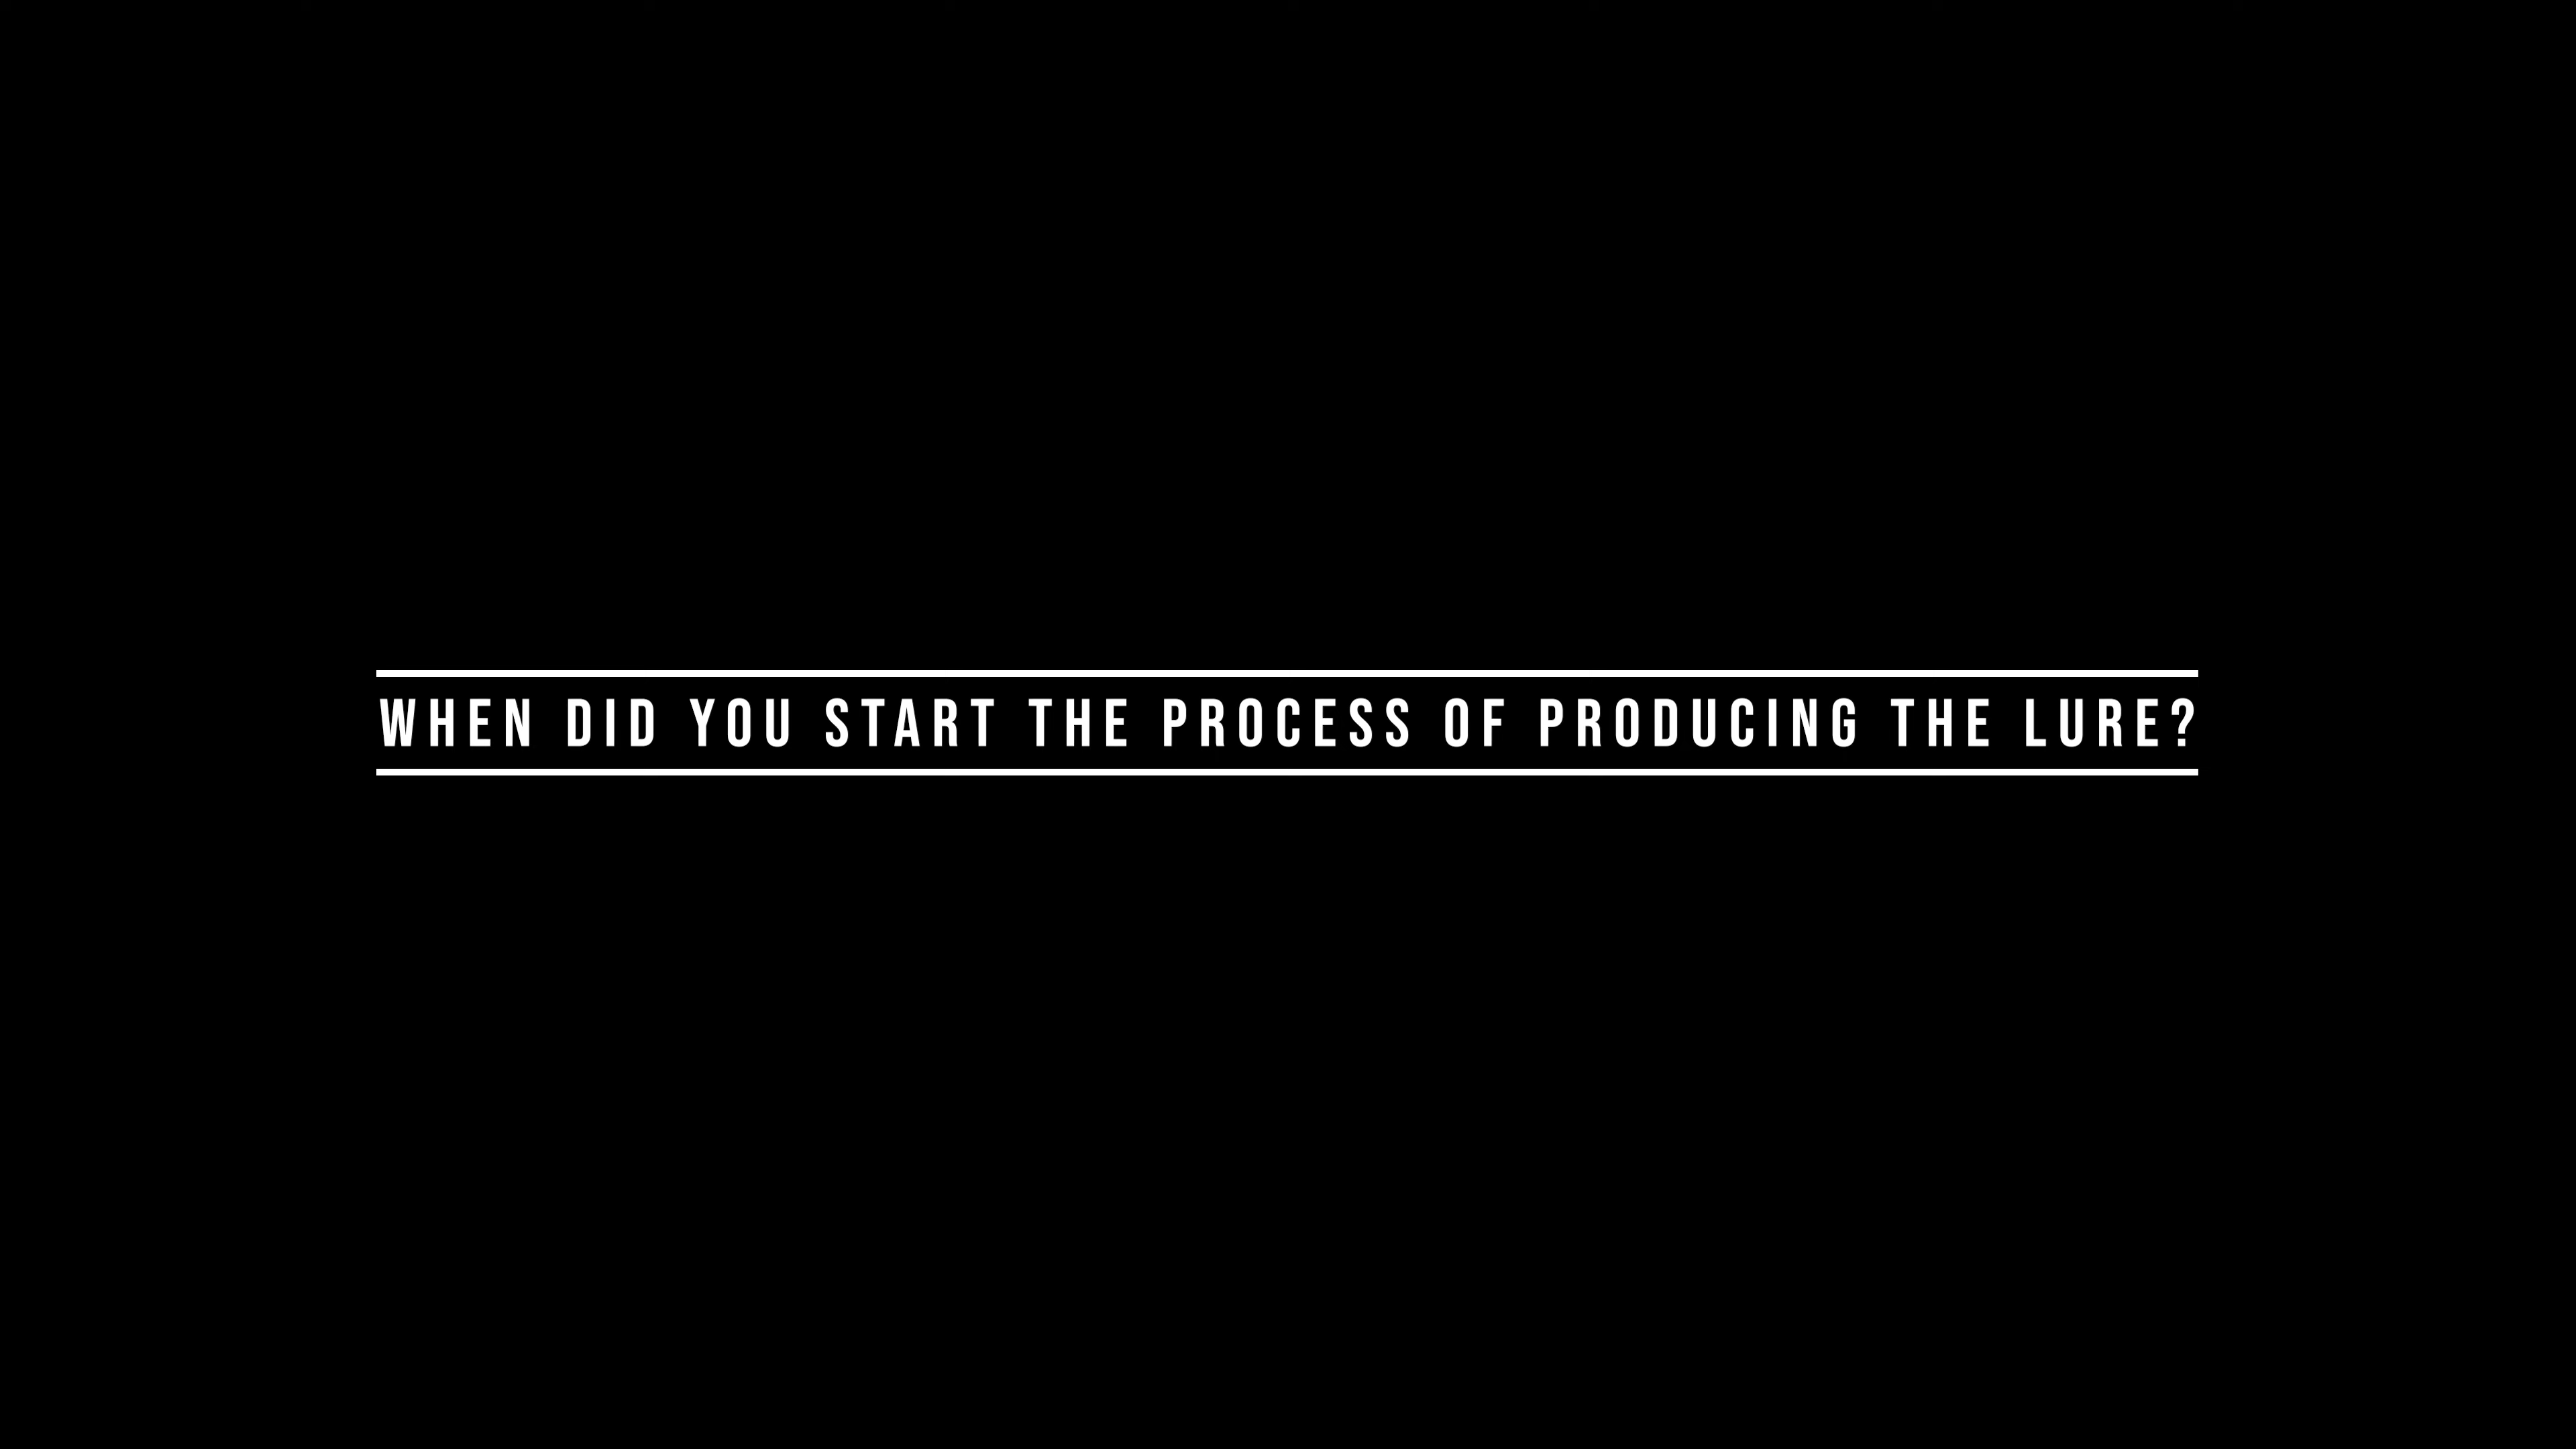 WHEN DID YOU START THE PROCESS OF PRODUCING THE LURE?